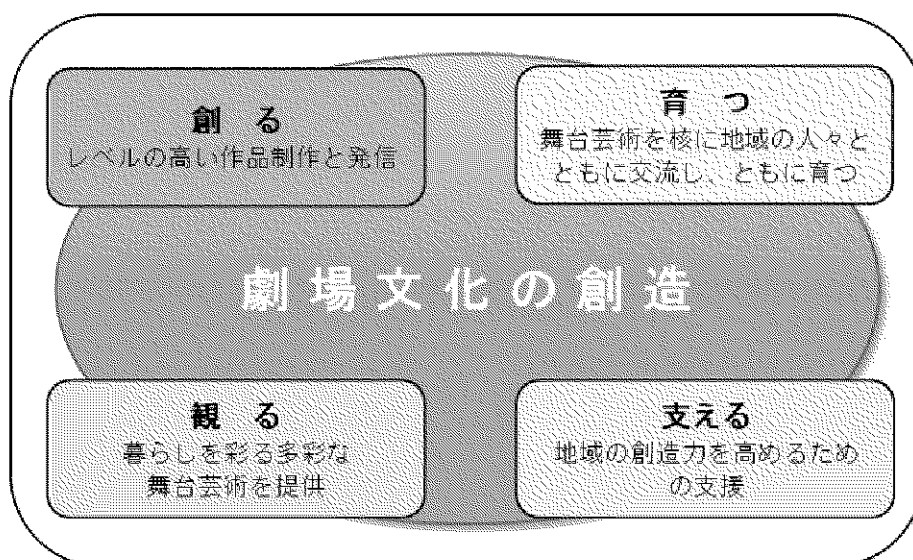 創　る
レベルの高い作品制作と発信
育　つ
舞台芸術を核に地域の人々と
ともに交流し、ともに育つ
劇場文化の創造
観　る
暮らしを彩る多彩な
舞台芸術を提供
支える
地域の創造力を高めるため
の支援